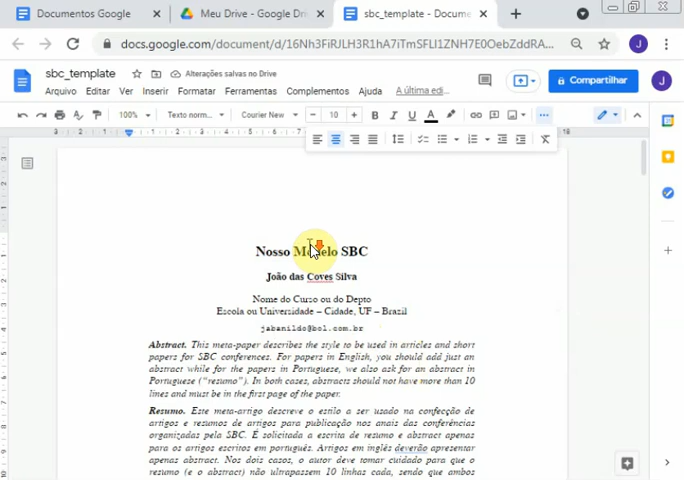 Documentos Google
Meu Drive - Google Dri
sbc_template - Docume
docs.google.com/document/d/16Nh3FiRJLH3R1hA7iTmSFLI1ZNH7E0OebZddRA...
J
sbc_template
Alterações salvas no Drive
Arquivo Editar Ver Inserir Formatar Ferramentas Complementos Ajuda A última edi...
Compartilhar
J
100% Texto norm... Courier New 10
B I U A
Nosso Modelo SBC
João das Coves Silva
Nome do Curso ou do Depto
Escola ou Universidade – Cidade, UF – Brazil
jabanildo@bol.com.br
Abstract. This meta-paper describes the style to be used in articles and short
papers for SBC conferences. For papers in English, you should add just an
abstract while for the papers in Portuguese, we also ask for an abstract in
Portuguese (“resumo”). In both cases, abstracts should not have more than 10
lines and must be in the first page of the paper.
Resumo. Este meta-artigo descreve o estilo a ser usado na confecção de
artigos e resumos de artigos para publicação nos anais das conferências
organizadas pela SBC. É solicitada a escrita de resumo e abstract apenas
para os artigos escritos em português. Artigos em inglês deverão apresentar
apenas abstract. Nos dois casos, o autor deve tomar cuidado para que o
resumo (e o abstract) não ultrapassem 10 linhas cada, sendo que ambos